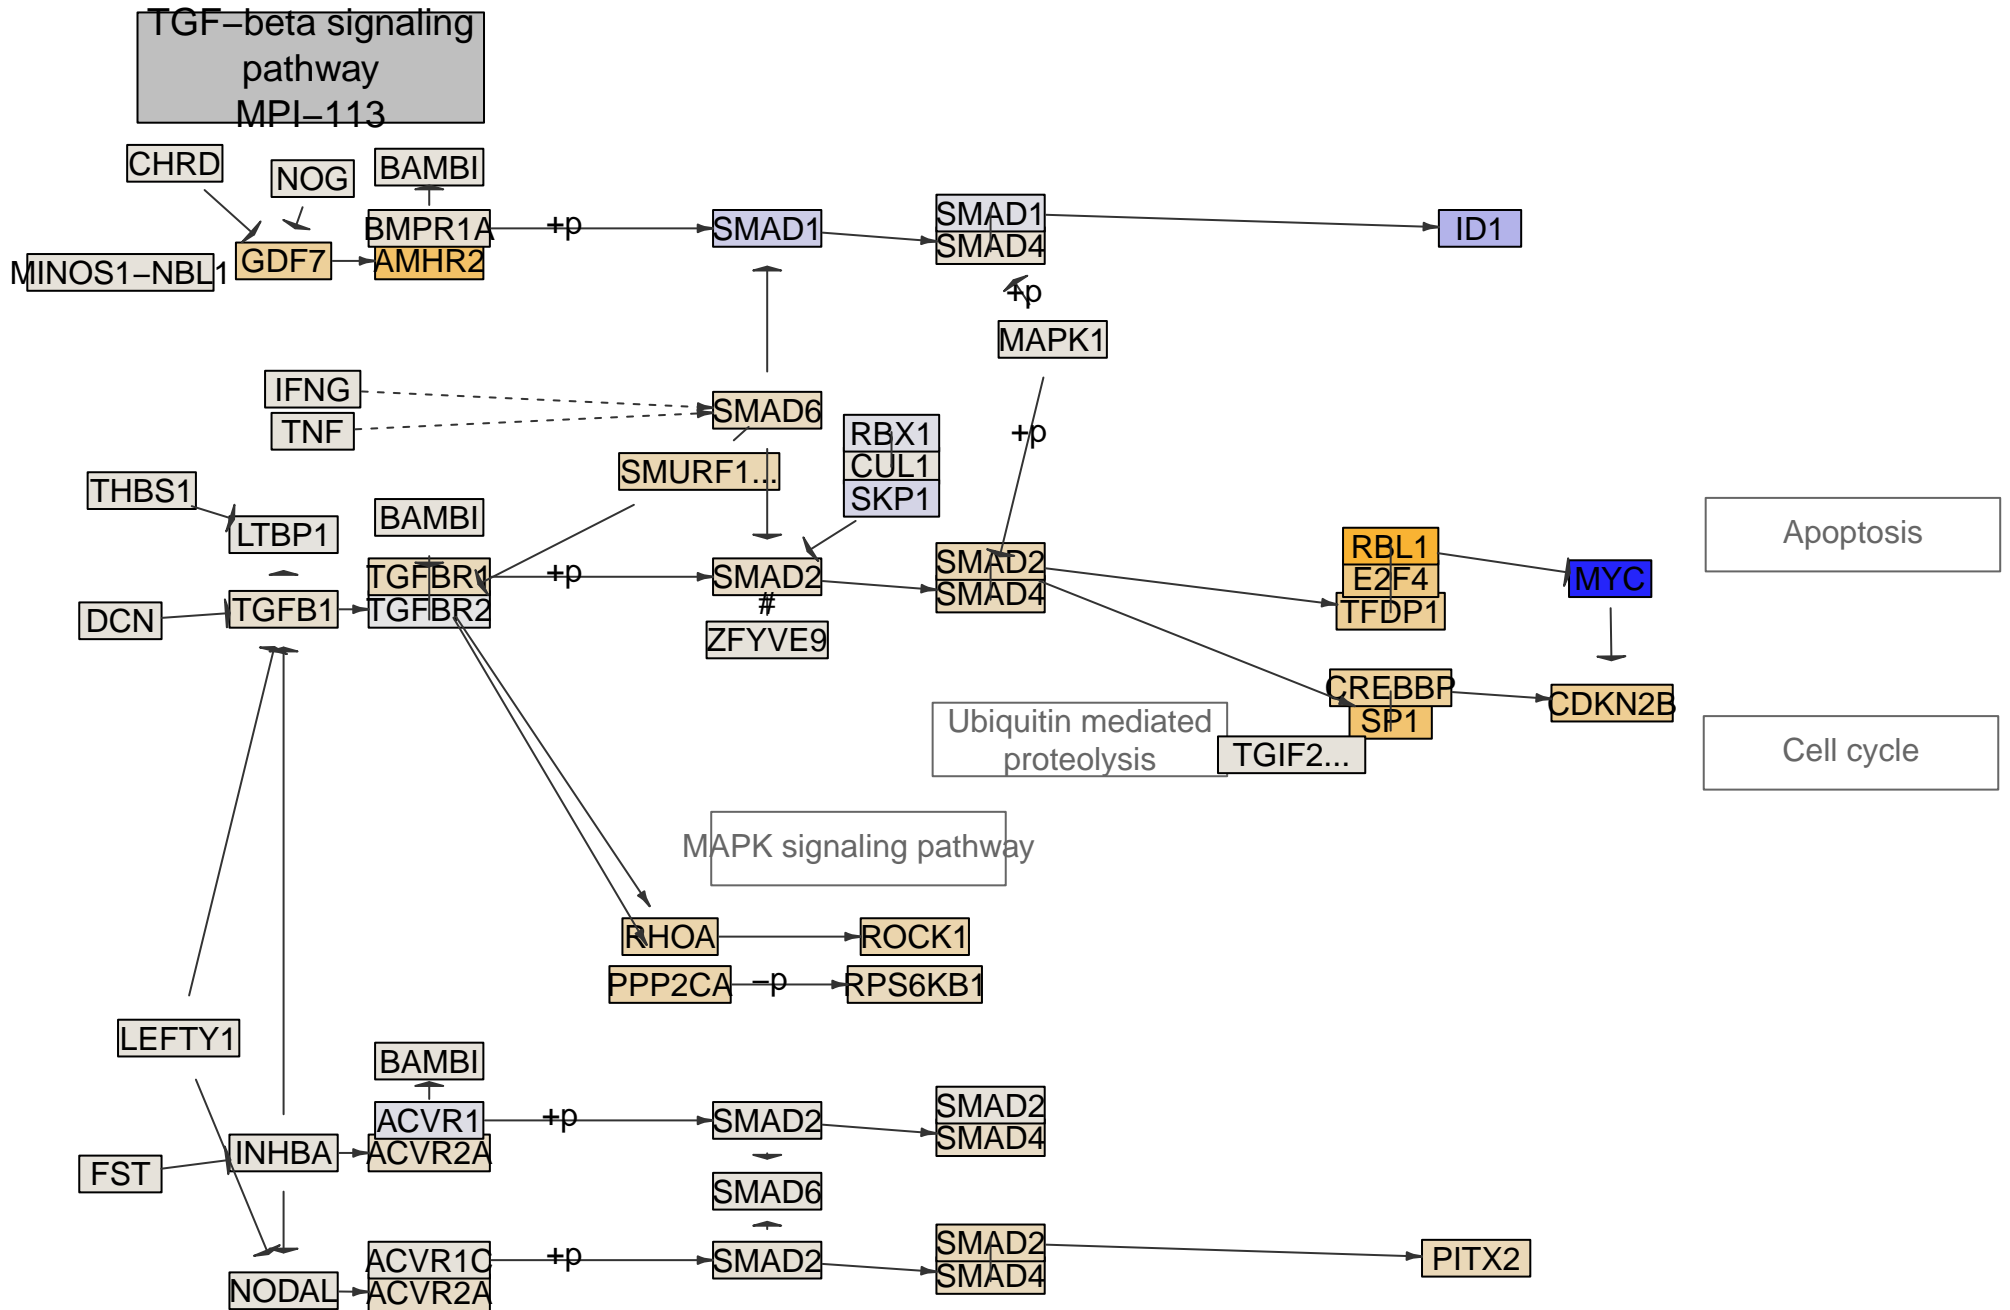 TGF−beta signaling
pathway
MPI−113
CHRD
NOG
BAMBI
BMPR1A
+p
SMAD1
SMAD1
ID1
SMAD4
MINOS1−NBL1
GDF7
AMHR2
+p
MAPK1
IFNG
SMAD6
TNF
RBX1
+p
CUL1
SMURF1...
SKP1
THBS1
LTBP1
BAMBI
Apoptosis
TGFBR1
+p
SMAD2
SMAD2
RBL1
E2F4
MYC
DCN
TGFB1
TGFBR2
#
SMAD4
TFDP1
ZFYVE9
CREBBP
CDKN2B
SP1
Ubiquitin mediated
proteolysis
TGIF2...
Cell cycle
MAPK signaling pathway
RHOA
ROCK1
PPP2CA
−p
RPS6KB1
LEFTY1
BAMBI
ACVR1
+p
SMAD2
SMAD2
SMAD4
INHBA
ACVR2A
FST
SMAD6
ACVR1C
+p
SMAD2
SMAD2
PITX2
SMAD4
NODAL
ACVR2A